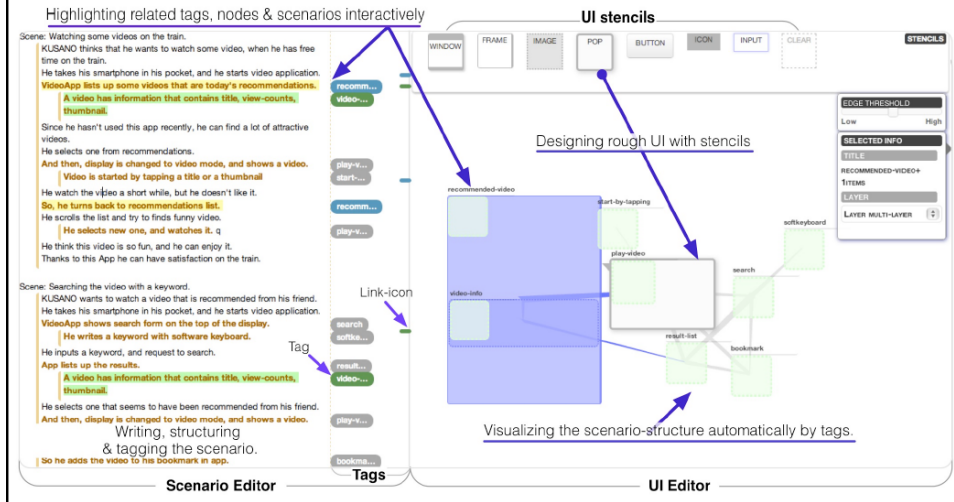 Highlighting related tags, nodes & scenarios interactively
UI stencils
Scene: Watching some videos on the train.
KUSANO thinks that he wants to watch some video, when he has free
time on the train.
He takes his smartphone in his pocket, and he starts video application.
VideoApp lists up some videos that are today's recommendations.
A video has information that contains title, view-counts,
thumbnail.
Since he hasn't used this app recently, he can find a lot of attractive
videos.
He selects one from recommendations.
And then, display is changed to video mode, and shows a video.
Video is started by tapping a title or a thumbnail
He watch the video a short while, but he doesn't like it.
So, he turns back to recommendations list.
He scrolls the list and try to finds funny video.
He selects new one, and watches it. q
He think this video is so fun, and he can enjoy it.
Thanks to this App he can have satisfaction on the train.
Scene: Searching the video with a keyword.
KUSANO wants to watch a video that is recommended from his friend.
He takes his smartphone in his pocket, and he starts video application.
VideoApp shows search form on the top of the display.
He writes a keyword with software keyboard.
He inputs a keyword, and request to search.
App lists up the results.
A video has information that contains title, view-counts,
thumbnail.
He selects one that seems to have been recommended from his friend.
And then, display is changed to video mode, and shows a video.
Writing, structuring
& tagging the scenario.
So he adds the video to his bookmark in app.
Scenario Editor
recomm...
video-...
play-v...
start-...
recomm...
play-v...
search
softke...
result...
video-...
play-v...
bookma...
Link-icon
Tag
Tags
WINDOW
FRAME
IMAGE
POP
BUTTON
ICON
INPUT
CLEAR
STENCILS
Designing rough UI with stencils
EDGE THRESHOLD
Low High
SELECTED INFO
TITLE
RECOMMENDED-VIDEO+
1ITEMS
LAYER
LAYER MULTI-LAYER
recommended-video
start-by-tapping
softkeyboard
play-video
search
video-info
result-list
bookmark
Visualizing the scenario-structure automatically by tags.
UI Editor